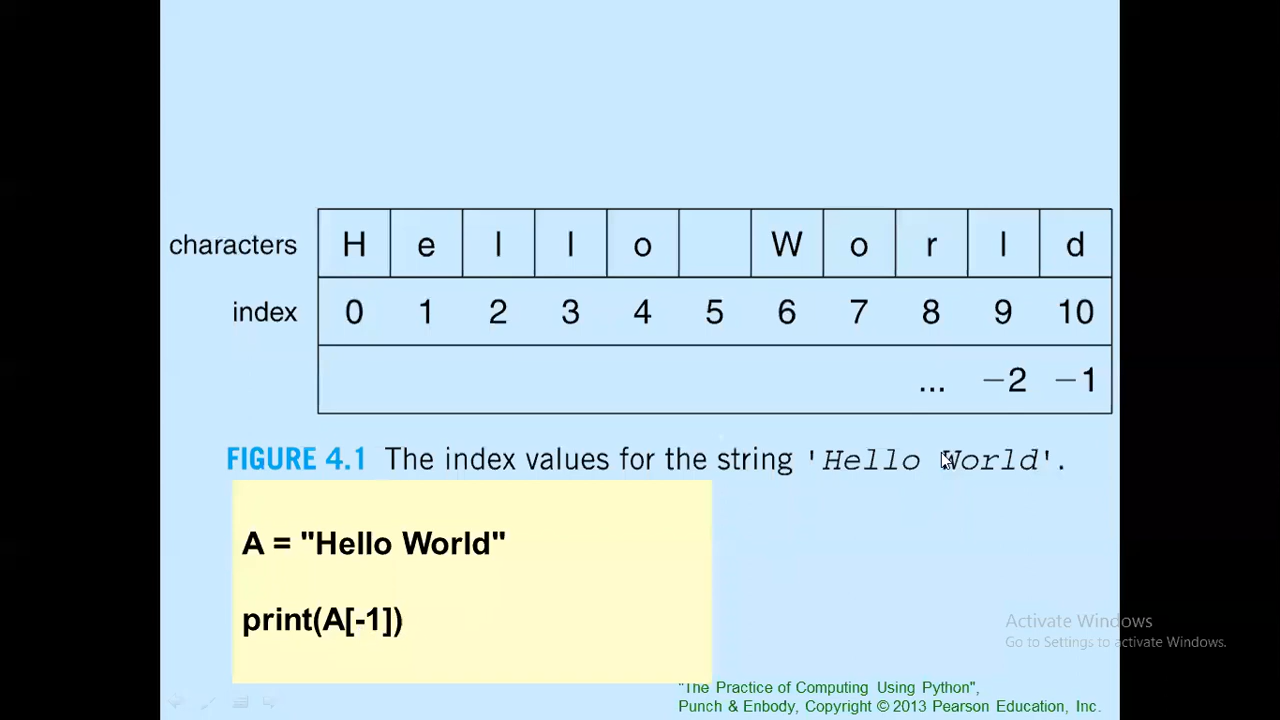 characters H e l l o W o r l d
index 0 1 2 3 4 5 6 7 8 9 10
... −2 −1
FIGURE 4.1 The index values for the string 'Hello World'.
A = "Hello World"
print(A[-1])
Activate Windows
Go to Settings to activate Windows.
"The Practice of Computing Using Python",
Punch & Enbody, Copyright © 2013 Pearson Education, Inc.